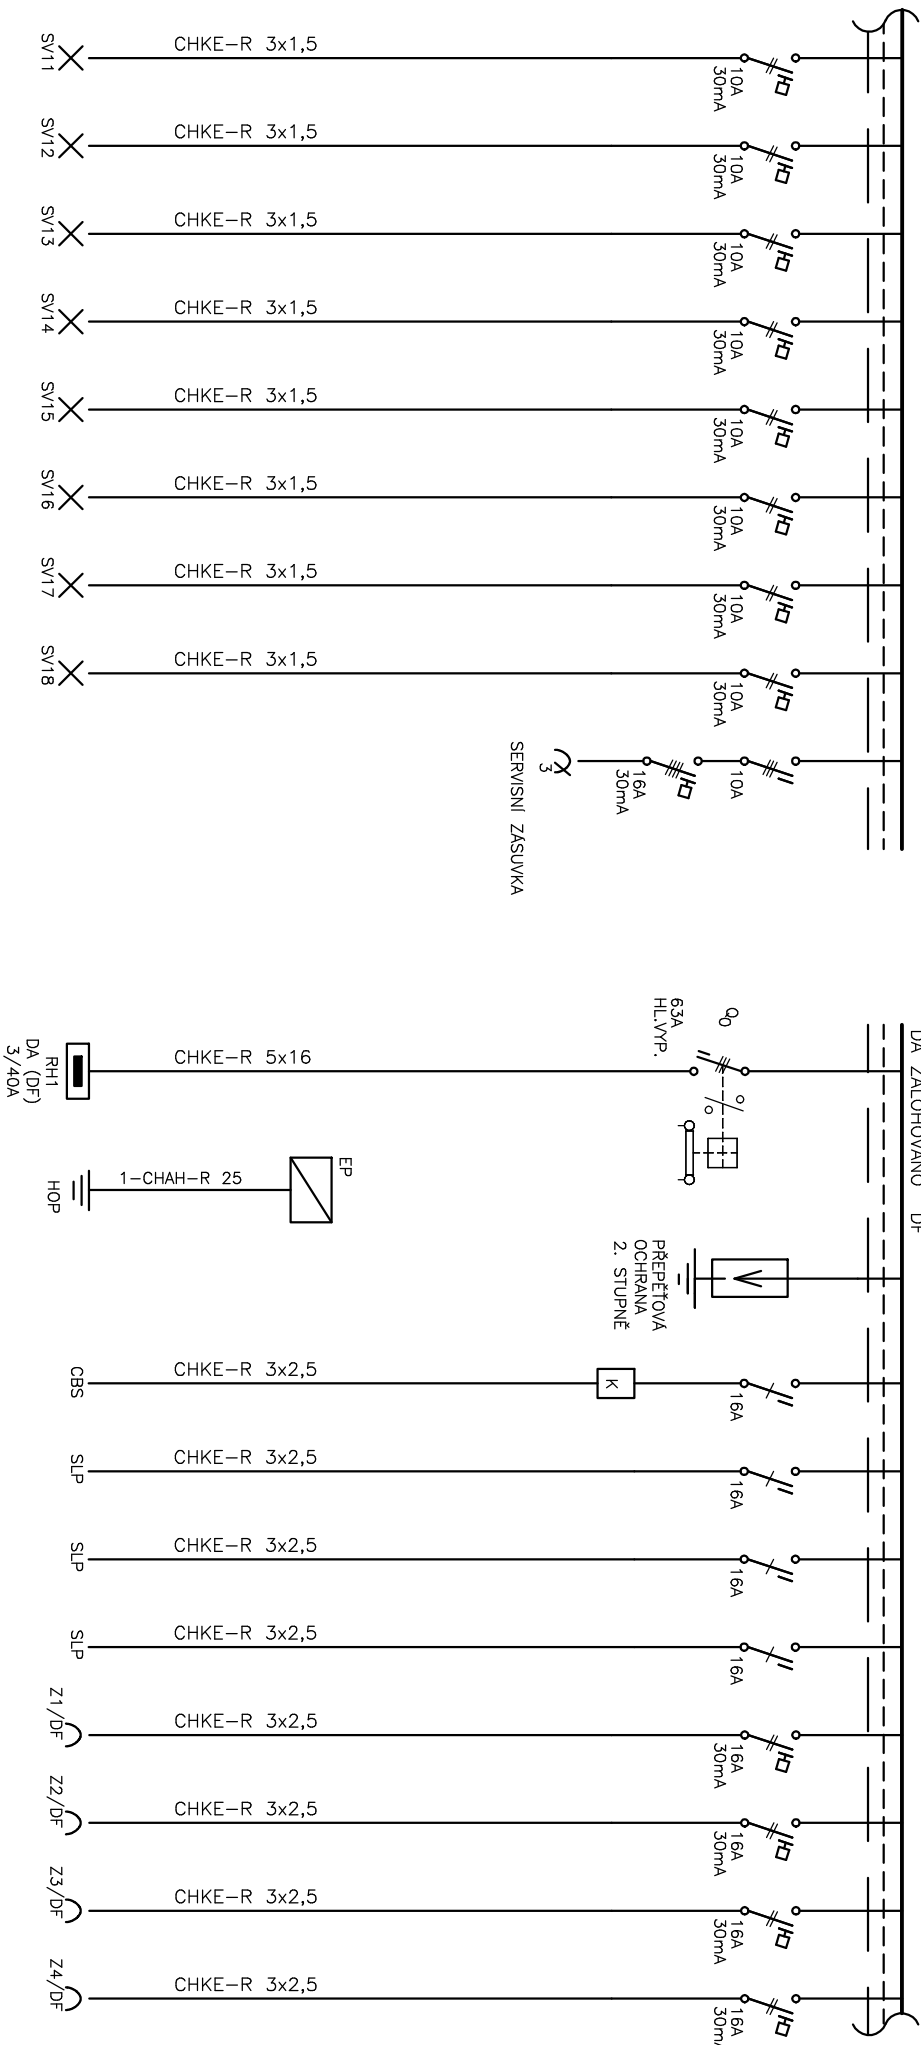 CHKE-R 3x1,5
SV11
10A
30mA
CHKE-R 3x1,5
SV12
10A
30mA
CHKE-R 3x1,5
SV13
10A
30mA
CHKE-R 3x1,5
SV14
10A
30mA
CHKE-R 3x1,5
SV15
10A
30mA
CHKE-R 3x1,5
SV16
10A
30mA
CHKE-R 3x1,5
SV17
10A
30mA
CHKE-R 3x1,5
SV18
10A
30mA
SERVISNÍ ZÁSUVKA
3
16A
30mA
10A
DA ZÁLOHOVÁNO DF
Q0
63A
HL.VYP.
CHKE-R 5x16
RH1
DA (DF)
3/40A
EP
1-CHAH-R 25
HOP
PŘEPĚŤOVÁ
OCHRANA
2. STUPNĚ
CHKE-R 3x2,5
CBS
K
16A
CHKE-R 3x2,5
SLP
16A
CHKE-R 3x2,5
SLP
16A
CHKE-R 3x2,5
SLP
16A
CHKE-R 3x2,5
Z1/DF
16A
30mA
CHKE-R 3x2,5
Z2/DF
16A
30mA
CHKE-R 3x2,5
Z3/DF
16A
30mA
CHKE-R 3x2,5
Z4/DF
16A
30mA